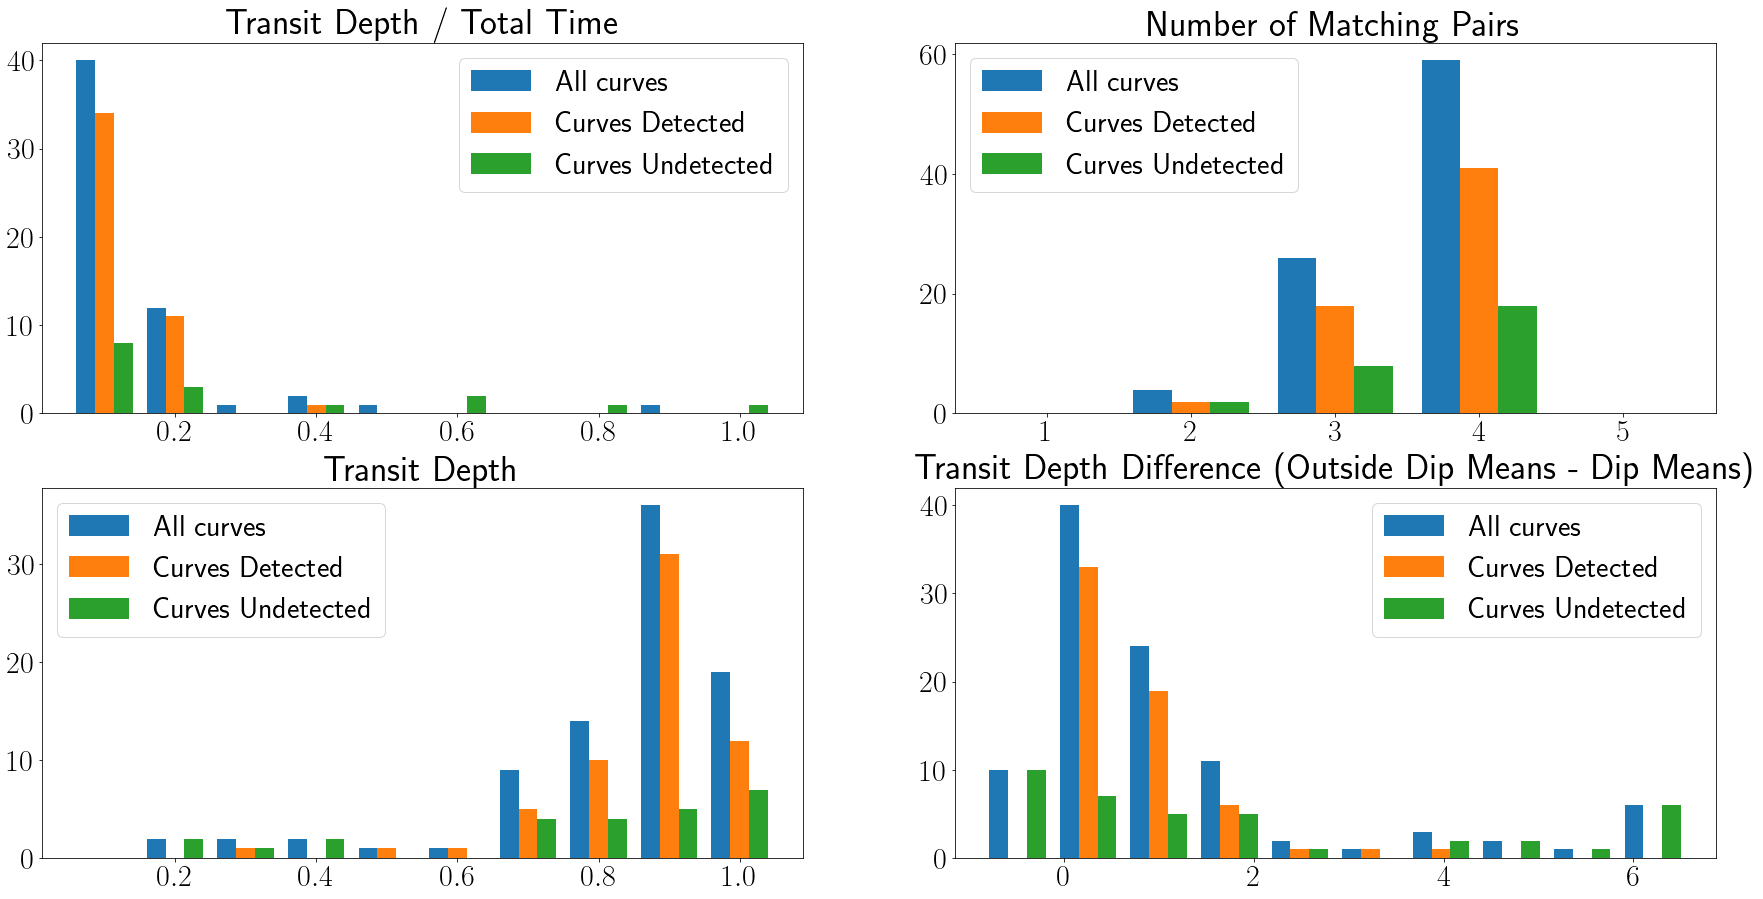 Transit Depth / Total Time
40
30
20
10
0
All curves
Curves Detected
Curves Undetected
0.2 0.4 0.6 0.8 1.0
Number of Matching Pairs
60
40
20
0
All curves
Curves Detected
Curves Undetected
1 2 3 4 5
Transit Depth
30
20
10
0
All curves
Curves Detected
Curves Undetected
0.2 0.4 0.6 0.8 1.0
Transit Depth Difference (Outside Dip Means - Dip Means)
40
30
20
10
0
All curves
Curves Detected
Curves Undetected
0 2 4 6